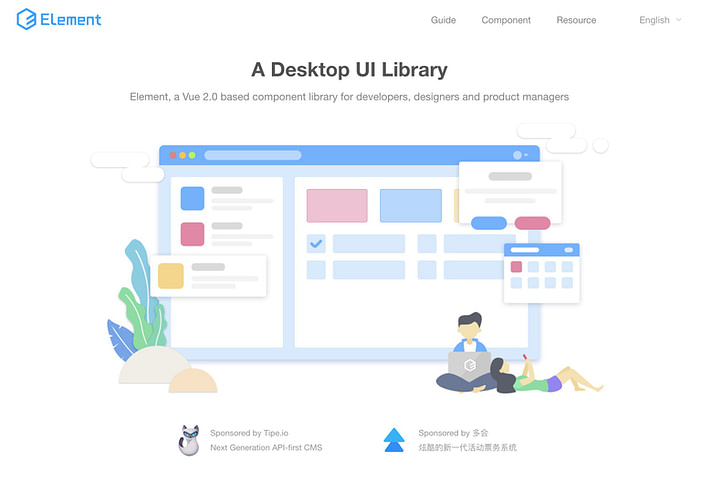 Element
Guide Component Resource English
A Desktop UI Library
Element, a Vue 2.0 based component library for developers, designers and product managers
Sponsored by Tipe.io
Next Generation API-first CMS
Sponsored by 多会
炫酷的新一代活动票务系统